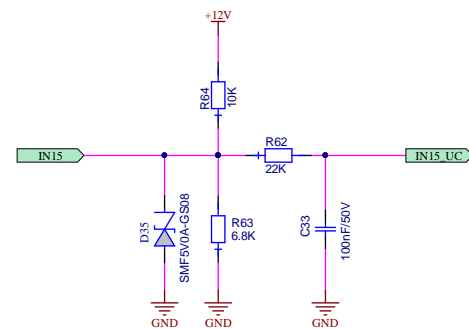 +12V
R64
10K
IN15
R62
22K
IN15_UC
D35
SMF5V0A-GS08
R63
6.8K
C33
100nF/50V
GND
GND
GND